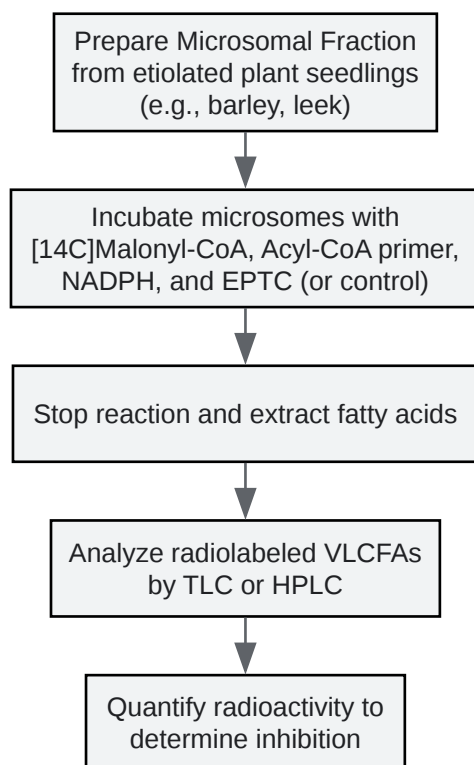 Prepare Microsomal Fraction
from etiolated plant seedlings
(e.g., barley, leek)
Incubate microsomes with
[14C]Malonyl-CoA, Acyl-CoA primer,
NADPH, and EPTC (or control)
Stop reaction and extract fatty acids
Analyze radiolabeled VLCFAs
by TLC or HPLC
Quantify radioactivity to
determine inhibition